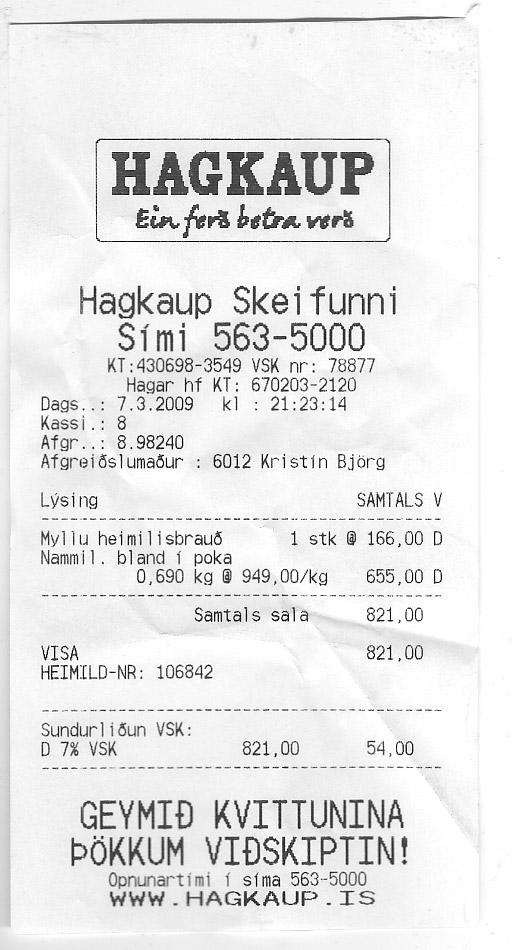 HAGKAUP
Ein ferð betra verð
Hagkaup Skeifunni
Sími 563-5000
KT:430698-3549 VSK nr: 78877
Hagar hf KT: 670203-2120
Dags..: 7.3.2009 kl : 21:23:14
Kassi.: 8
Afgr..: 8.98240
Afgreiðslumaður : 6012 Kristín Björg
Lýsing SAMTALS V
Myllu heimilisbrauð 1 stk @ 166,00 D
Nammil. bland í poka
0,690 kg @ 949,00/kg 655,00 D
Samtals sala 821,00
VISA 821,00
HEIMILD-NR: 106842
Sundurliðun VSK:
D 7% VSK 821,00 54,00
GEYMIÐ KVITTUNINA
ÞÖKKUM VIÐSKIPTIN!
Opnunartími í síma 563-5000
WWW.HAGKAUP.IS